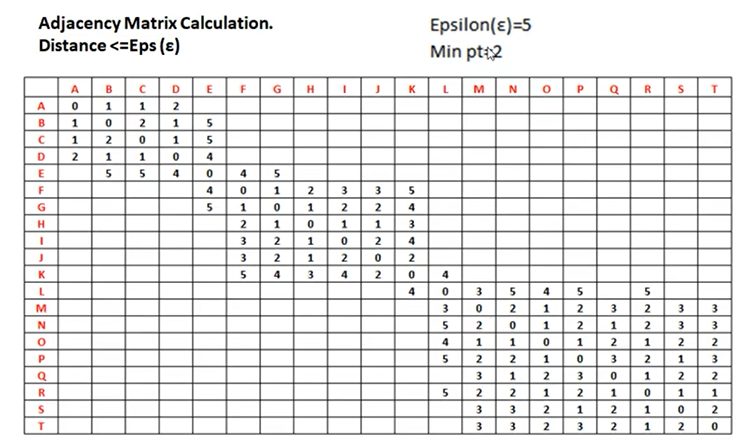 Adjacency Matrix Calculation.
Distance <=Eps (ε)
Epsilon(ε)=5
Min pt 2
A B C D E F G H I J K L M N O P Q R S T
A 0 1 1 2
B 1 0 2 1 5
C 1 2 0 1 5
D 2 1 1 0 4
E 5 5 4 0 4 5
F 4 0 1 2 3 3 5
G 5 1 0 1 2 2 4
H 2 1 0 1 1 3
I 3 2 1 0 2 4
J 3 2 1 2 0 2
K 5 4 3 4 2 0 4
L 4 0 3 5 4 5 5
M 3 0 2 1 2 3 2 3 3
N 5 2 0 1 2 1 2 3 3
O 4 1 1 0 1 2 1 2 2
P 5 2 2 1 0 3 2 1 3
Q 3 1 2 3 0 1 2 2
R 5 2 2 1 2 1 0 1 1
S 3 3 2 1 2 1 0 2
T 3 3 2 3 2 1 2 0